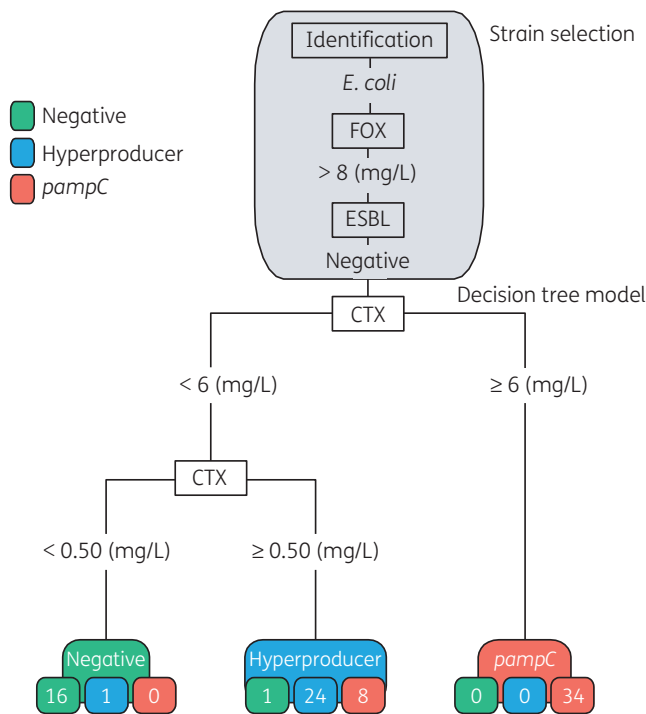 Identification
Strain selection
E. coli
Negative
FOX
Hyperproducer
> 8 (mg/L)
pampC
ESBL
Negative
Decision tree model
CTX
< 6 (mg/L)
≥ 6 (mg/L)
CTX
< 0.50 (mg/L)
≥ 0.50 (mg/L)
Negative
Hyperproducer
pampC
16 1 0
1 24 8
0 0 34